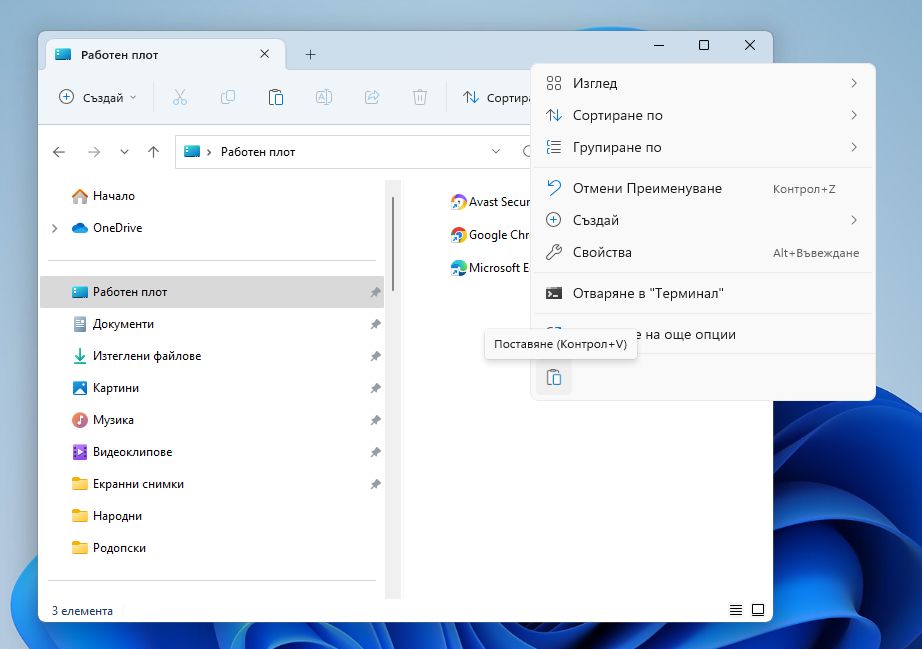 Работен плот
Създай
Сортира
Работен плот
Начало
OneDrive
Работен плот
Документи
Изтеглени файлове
Картини
Музика
Видеоклипове
Екранни снимки
Народни
Родопски
Avast Secur
Google Chr
Microsoft E
3 елемента
Изглед
Сортиране по
Групиране по
Отмени Преименуване Контрол+Z
Създай
Свойства Alt+Въвеждане
Отваряне в "Терминал"
е на още опции
Поставяне (Контрол+V)